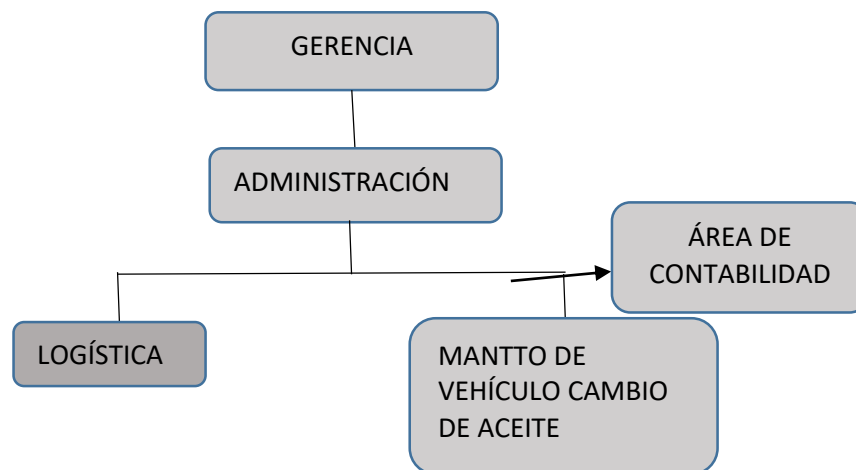 GERENCIA
ADMINISTRACIÓN
ÁREA DE
CONTABILIDAD
LOGÍSTICA
MANTTO DE
VEHÍCULO CAMBIO
DE ACEITE